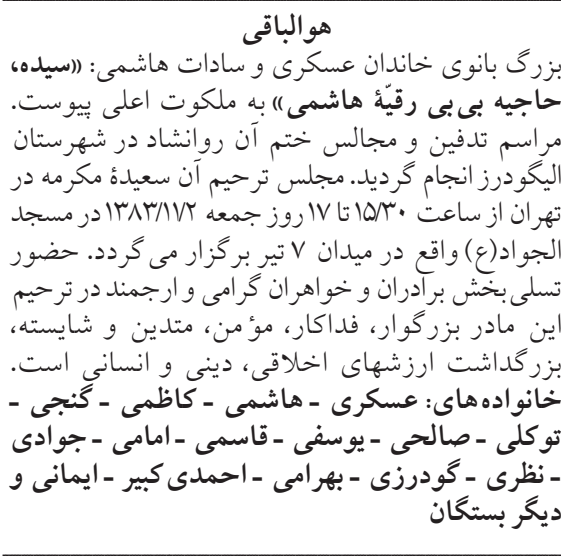 هوالباقی
بزرگ بانوی خاندان عسکری و سادات هاشمی: «سیده،
حاجیه بی‌بی رقیّهٔ هاشمی» به ملکوت اعلی پیوست.
مراسم تدفین و مجالس ختم آن روانشاد در شهرستان
الیگودرز انجام گردید. مجلس ترحیم آن سعیدهٔ مکرمه در
تهران از ساعت ۱۵/۳۰ تا ۱۷ روز جمعه ۱۳۸۳/۱۱/۲ در مسجد
الجواد(ع) واقع در میدان ۷ تیر برگزار می‌گردد. حضور
تسلی‌بخش برادران و خواهران گرامی و ارجمند در ترحیم
این مادر بزرگوار، فداکار، مؤمن، متدین و شایسته،
بزرگداشت ارزشهای اخلاقی، دینی و انسانی است.
خانواده‌های: عسکری - هاشمی - کاظمی - گنجی -
توکلی - صالحی - یوسفی - قاسمی - امامی - جوادی
- نظری - گودرزی - بهرامی - احمدی‌کبیر - ایمانی و
دیگر بستگان